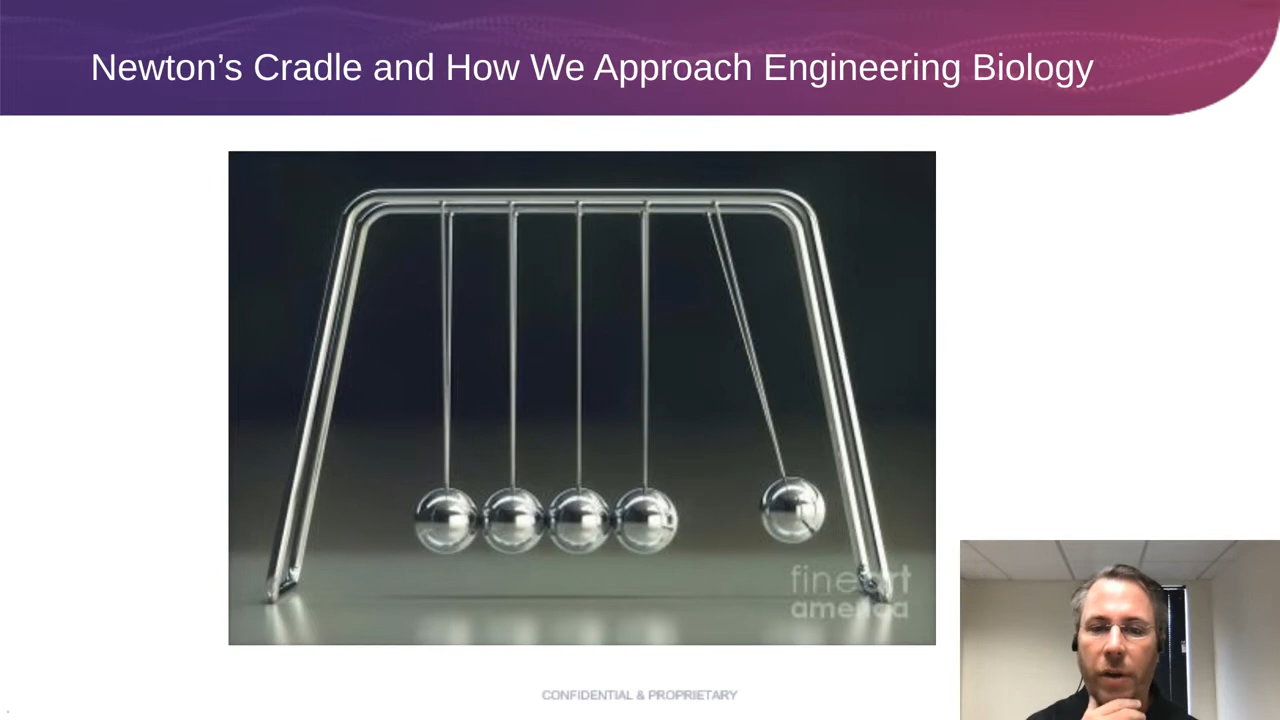 Newton’s Cradle and How We Approach Engineering Biology
fineart
america
CONFIDENTIAL & PROPRIETARY